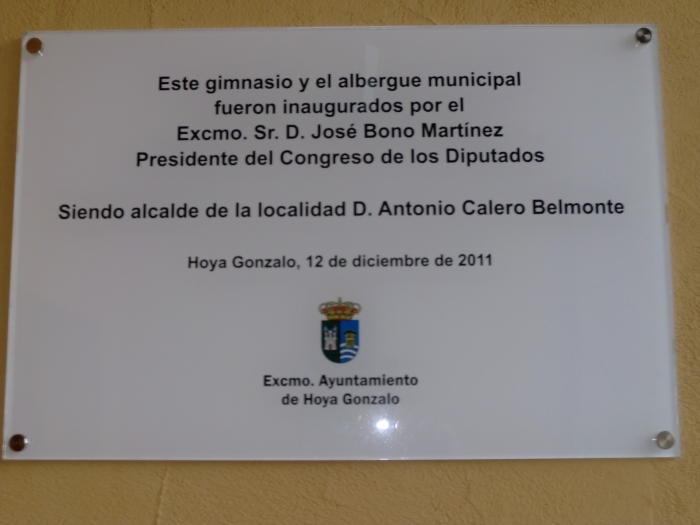 Este gimnasio y el albergue municipal
fueron inaugurados por el
Excmo. Sr. D. José Bono Martínez
Presidente del Congreso de los Diputados
Siendo alcalde de la localidad D. Antonio Calero Belmonte
Hoya Gonzalo, 12 de diciembre de 2011
Excmo. Ayuntamiento
de Hoya Gonzalo